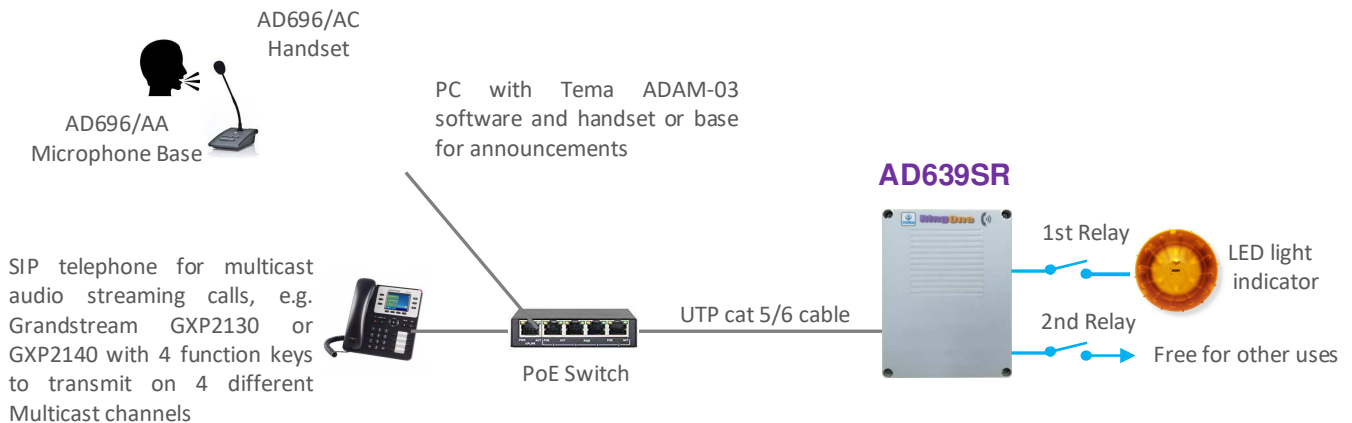 AD696/AC
Handset
AD696/AA
Microphone Base
PC with Tema ADAM-03
software and handset or base
for announcements
AD639SR
RingOne
1st Relay
LED light
indicator
SIP telephone for multicast
audio streaming calls, e.g.
Grandstream GXP2130 or
GXP2140 with 4 function keys
to transmit on 4 different
Multicast channels
UTP cat 5/6 cable
PoE Switch
2nd Relay
Free for other uses